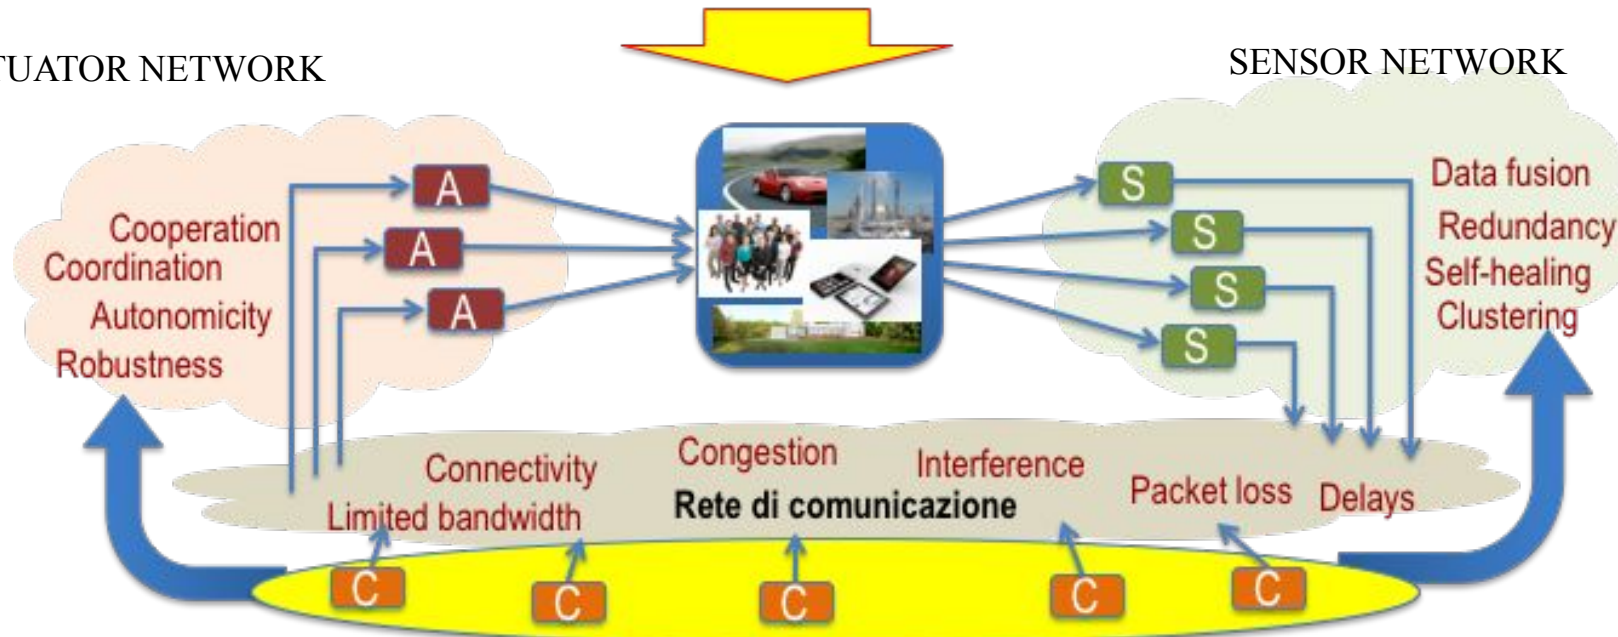 TUATOR NETWORK
SENSOR NETWORK
A
A
A
Cooperation
Coordination
Autonomicity
Robustness
S
S
S
S
Data fusion
Redundancy
Self-healing
Clustering
Connectivity
Congestion
Interference
Limited bandwidth
Rete di comunicazione
Packet loss
Delays
C
C
C
C
C